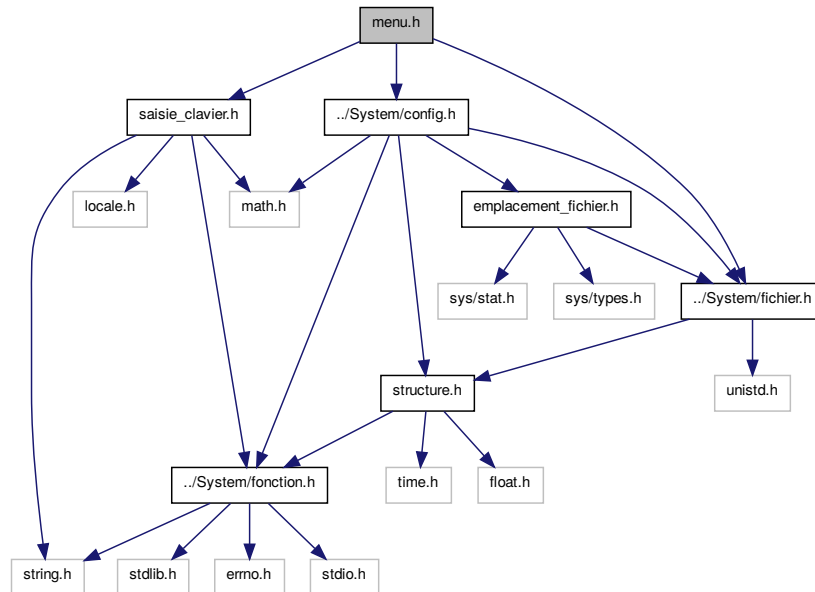 menu.h
saisie_clavier.h
../System/config.h
locale.h
math.h
emplacement_fichier.h
sys/stat.h
sys/types.h
../System/fichier.h
structure.h
unistd.h
../System/fonction.h
time.h
float.h
string.h
stdlib.h
errno.h
stdio.h